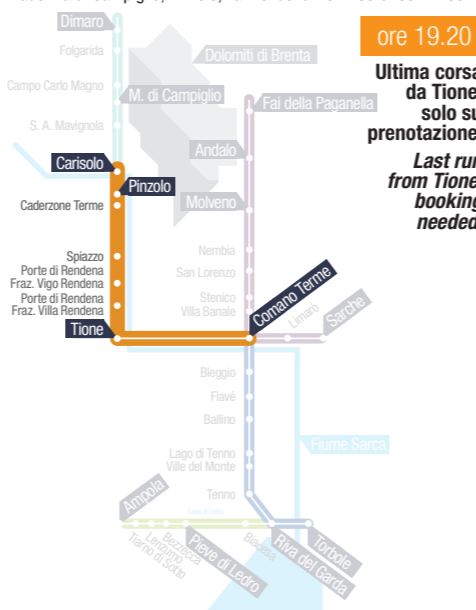 Dimaro
Folgarida
Campo Carlo Magno
M. di Campiglio
S. A. Mavignola
Dolomiti di Brenta
Fai della Paganella
Andalo
Molveno
ore 19.20
Ultima corsa
da Tione
solo su
prenotazione
Last run
from Tione
booking
needed
Carisolo
Pinzolo
Caderzone Terme
Spiazzo
Porte di Rendena
Fraz. Vigo Rendena
Porte di Rendena
Fraz. Villa Rendena
Tione
Nembia
San Lorenzo
Stenico
Villa Banale
Comano Terme
Limarò
Sarche
Bleggio
Fiavé
Ballino
Fiume Sarca
Lago di Tenno
Ville del Monte
Tenno
Ampola
Tiarno di Sotto
Lenzumo
Bezzecca
Pieve di Ledro
Biacesa
Riva del Garda
Torbole